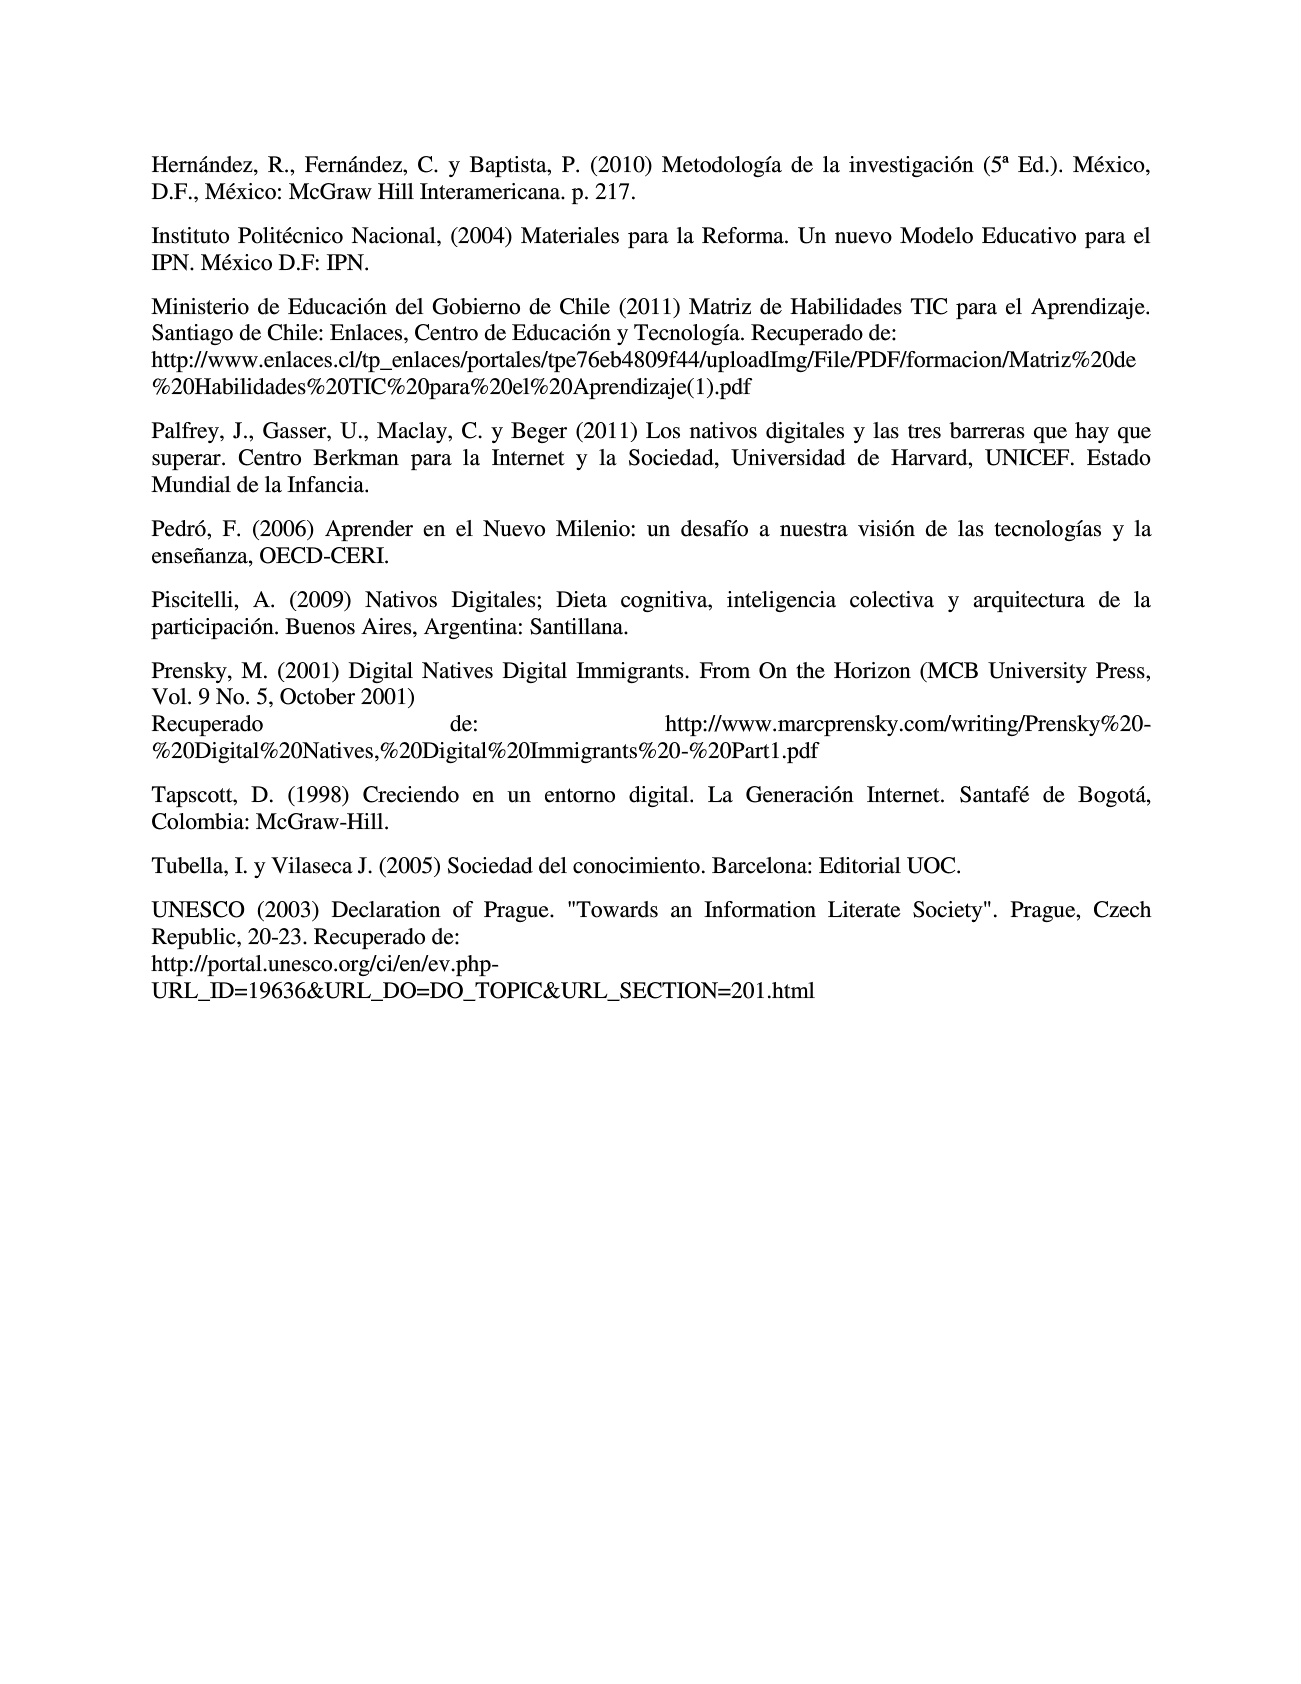 Hernández, R., Fernández, C. y Baptista, P. (2010) Metodología de la investigación (5ª Ed.). México,
D.F., México: McGraw Hill Interamericana. p. 217.
Instituto Politécnico Nacional, (2004) Materiales para la Reforma. Un nuevo Modelo Educativo para el
IPN. México D.F: IPN.
Ministerio de Educación del Gobierno de Chile (2011) Matriz de Habilidades TIC para el Aprendizaje.
Santiago de Chile: Enlaces, Centro de Educación y Tecnología. Recuperado de:
http://www.enlaces.cl/tp_enlaces/portales/tpe76eb4809f44/uploadImg/File/PDF/formacion/Matriz%20de
%20Habilidades%20TIC%20para%20el%20Aprendizaje(1).pdf
Palfrey, J., Gasser, U., Maclay, C. y Beger (2011) Los nativos digitales y las tres barreras que hay que
superar. Centro Berkman para la Internet y la Sociedad, Universidad de Harvard, UNICEF. Estado
Mundial de la Infancia.
Pedró, F. (2006) Aprender en el Nuevo Milenio: un desafío a nuestra visión de las tecnologías y la
enseñanza, OECD-CERI.
Piscitelli, A. (2009) Nativos Digitales; Dieta cognitiva, inteligencia colectiva y arquitectura de la
participación. Buenos Aires, Argentina: Santillana.
Prensky, M. (2001) Digital Natives Digital Immigrants. From On the Horizon (MCB University Press,
Vol. 9 No. 5, October 2001)
Recuperado de: http://www.marcprensky.com/writing/Prensky%20-
%20Digital%20Natives,%20Digital%20Immigrants%20-%20Part1.pdf
Tapscott, D. (1998) Creciendo en un entorno digital. La Generación Internet. Santafé de Bogotá,
Colombia: McGraw-Hill.
Tubella, I. y Vilaseca J. (2005) Sociedad del conocimiento. Barcelona: Editorial UOC.
UNESCO (2003) Declaration of Prague. "Towards an Information Literate Society". Prague, Czech
Republic, 20-23. Recuperado de:
http://portal.unesco.org/ci/en/ev.php-
URL_ID=19636&URL_DO=DO_TOPIC&URL_SECTION=201.html